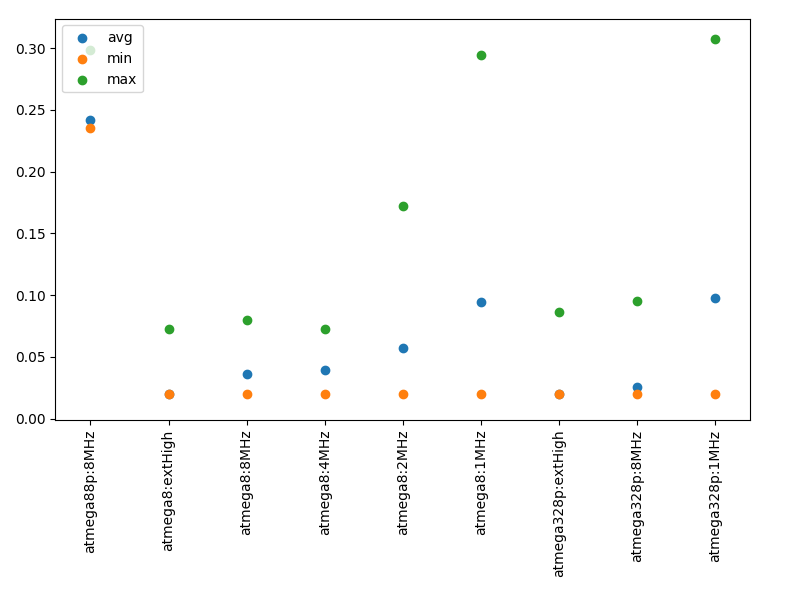 avg
min
max
0.30
0.25
0.20
0.15
0.10
0.05
0.00
atmega88p:8MHz
atmega8:extHigh
atmega8:8MHz
atmega8:4MHz
atmega8:2MHz
atmega8:1MHz
atmega328p:extHigh
atmega328p:8MHz
atmega328p:1MHz